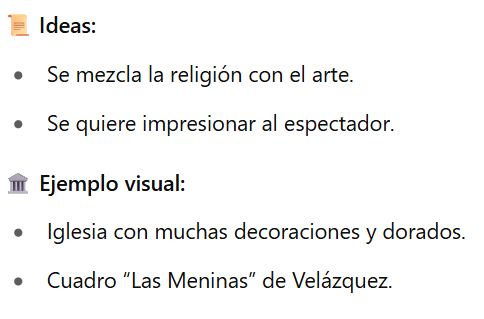 📜 Ideas:
• Se mezcla la religión con el arte.
• Se quiere impresionar al espectador.
🏛️ Ejemplo visual:
• Iglesia con muchas decoraciones y dorados.
• Cuadro “Las Meninas” de Velázquez.